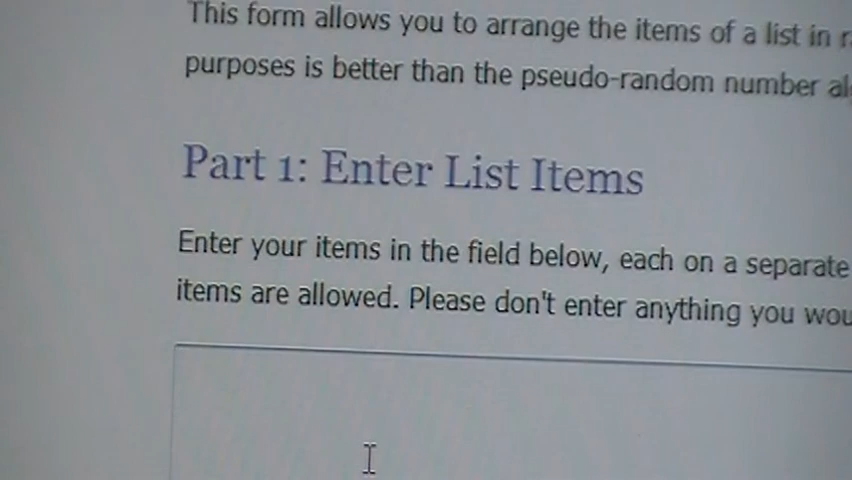 This form allows you to arrange the items of a list in
purposes is better than the pseudo-random number
Part 1: Enter List Items
Enter your items in the field below, each on a separate
items are allowed. Please don't enter anything you